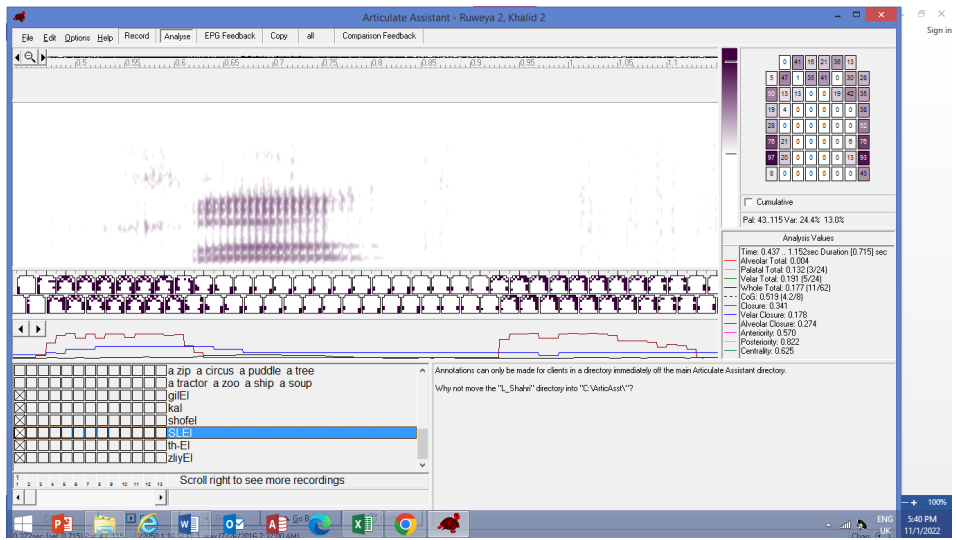 Articulate Assistant - Ruweya 2, Khalid 2
Sign in
File Edit Options Help Record Analyse EPG Feedback Copy all Comparison Feedback
0.5 0.55 0.6 0.65 0.7 0.75 0.8 0.85 0.9 0.95 1 1.05 1.1
0 41 16 21 36 13
5 47 1 35 41 0 30 28
50 13 13 0 0 19 42 35
19 4 0 0 0 0 0 38
28 0 0 0 0 0 0 52
76 21 0 0 0 0 6 76
97 20 0 0 0 0 13 93
8 0 0 0 0 0 0 43
Cumulative
Pal: 43..115 Var: 24.4% 13.0%
Analysis Values
Time: 0.437 .. 1.152sec Duration [0.715] sec
Alveolar Total: 0.004
Palatal Total: 0.132 (3/24)
Velar Total: 0.191 (5/24)
Whole Total: 0.177 (11/62)
CoG: 0.519 (4.2/8)
Closure: 0.341
Velar Closure: 0.178
Alveolar Closure: 0.274
Anteriority: 0.570
Posteriority: 0.822
Centrality: 0.625
a zip a circus a puddle a tree
a tractor a zoo a ship a soup
gilEl
kal
shofel
SLEl
th-El
zliyEl
1 2 3 4 5 6 7 8 9 10 11 12 13
Scroll right to see more recordings
Annotations can only be made for clients in a directory immediately off the main Articulate Assistant directory.
Why not move the "L_Shahri" directory into "C:\ArticAsst\"?
100%
ENG
UK
5:40 PM
11/1/2022